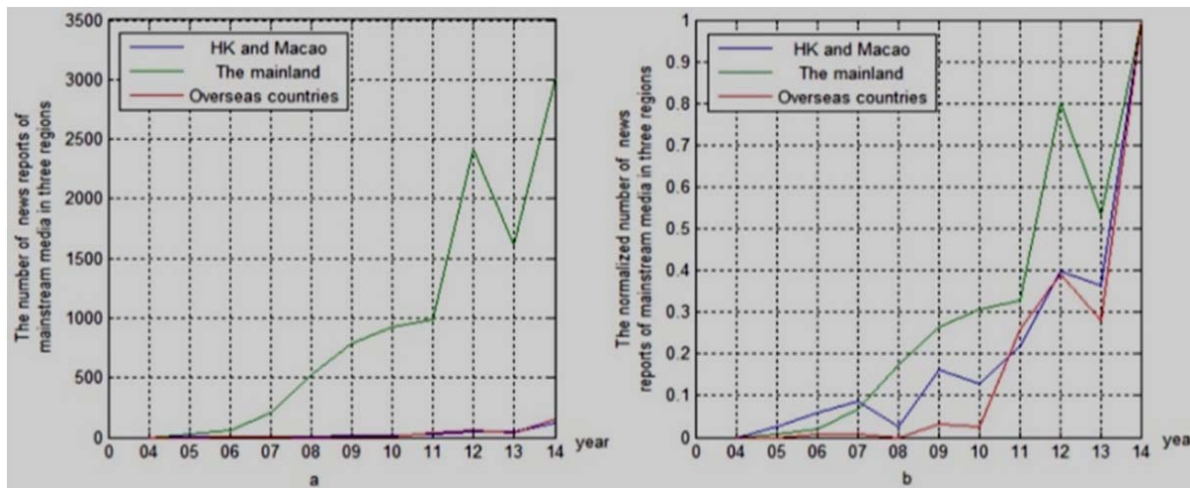 3500
3000
2500
2000
1500
1000
500
0
The number of news reports of
mainstream media in three regions
HK and Macao
The mainland
Overseas countries
0 04 05 06 07 08 09 10 11 12 13 14 year
a
1
0.9
0.8
0.7
0.6
0.5
0.4
0.3
0.2
0.1
0
The normalized number of news
reports of mainstream media in three regions
HK and Macao
The mainland
Overseas countries
0 04 05 06 07 08 09 10 11 12 13 14 year
b